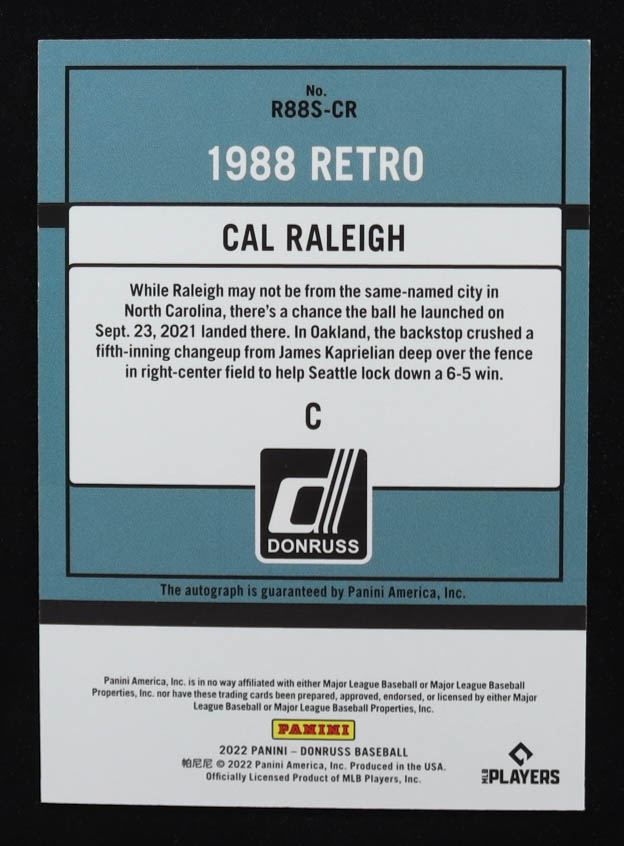 No.
R88S-CR
1988 RETRO
CAL RALEIGH
While Raleigh may not be from the same-named city in
North Carolina, there's a chance the ball he launched on
Sept. 23, 2021 landed there. In Oakland, the backstop crushed a
fifth-inning changeup from James Kaprielian deep over the fence
in right-center field to help Seattle lock down a 6-5 win.
C
d
DONRUSS
The autograph is guaranteed by Panini America, Inc.
Panini America, Inc. is in no way affiliated with either Major League Baseball or Major League Baseball
Properties, Inc. nor have these trading cards been prepared, approved, endorsed, or licensed by either Major
League Baseball or Major League Baseball Properties, Inc.
PANINI
2022 PANINI – DONRUSS BASEBALL
帕尼尼 © 2022 Panini America, Inc. Produced in the USA.
Officially Licensed Product of MLB Players, Inc.
MLB PLAYERS